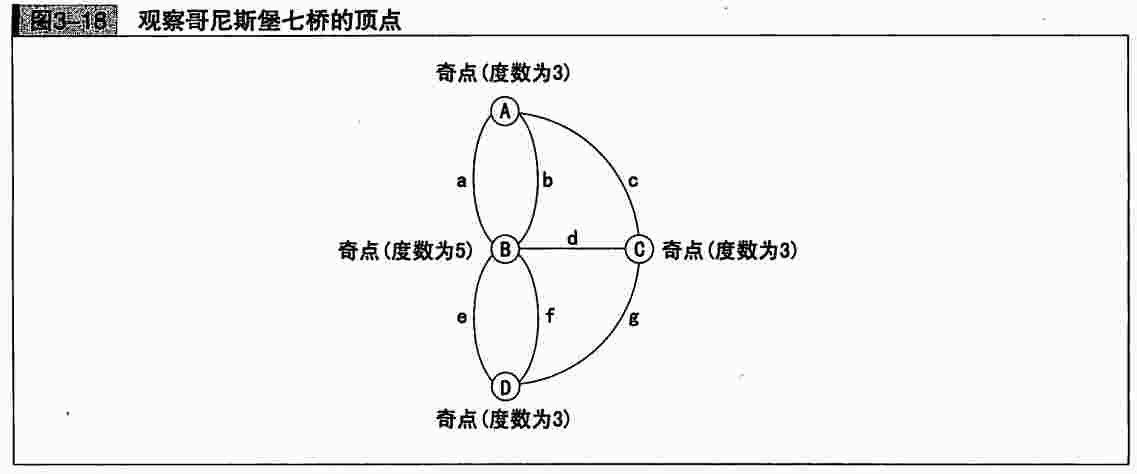 图3-18 观察哥尼斯堡七桥的顶点
奇点(度数为3)
A
a b c
奇点(度数为5) B d C 奇点(度数为3)
e f g
D
奇点(度数为3)